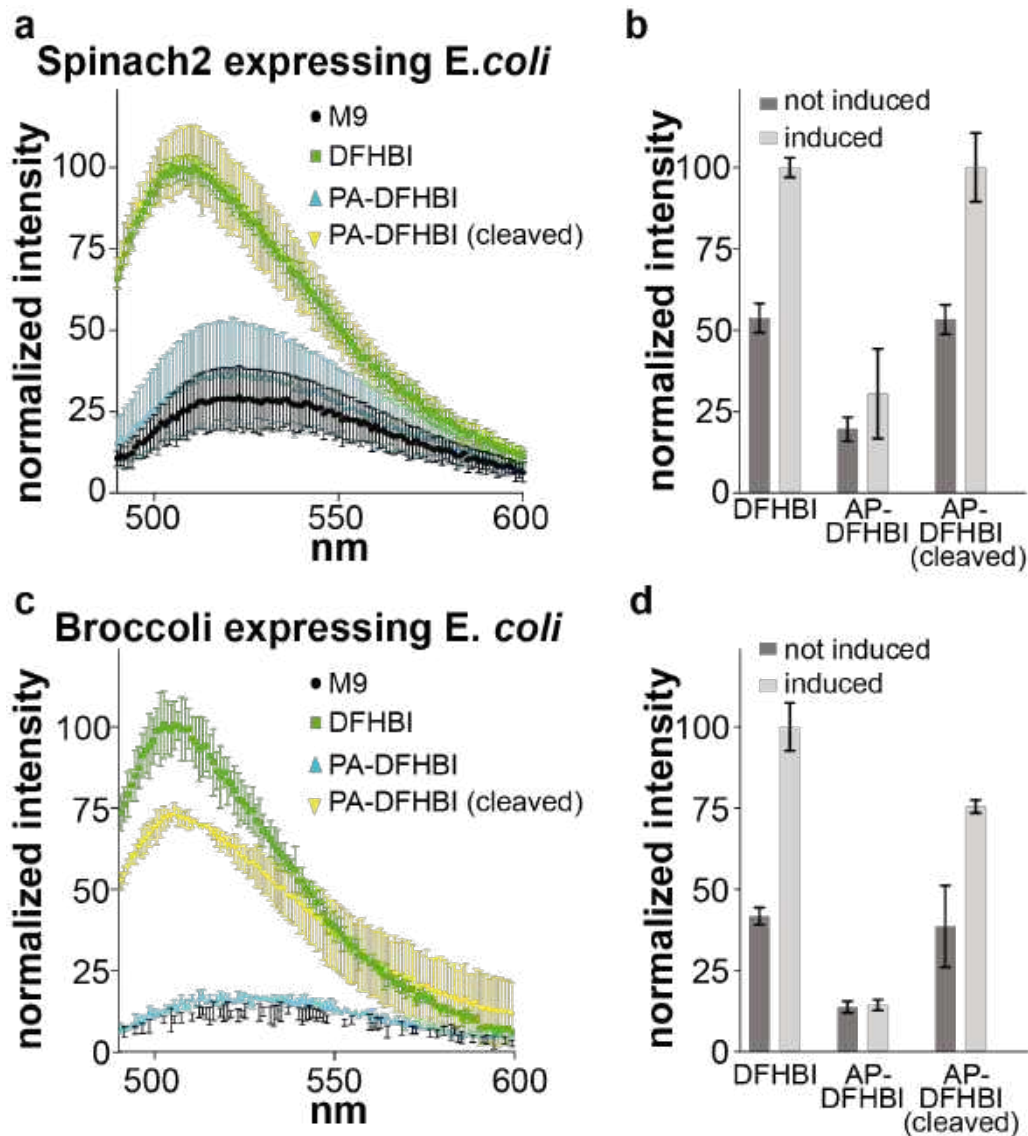 a
Spinach2 expressing E.coli
normalized intensity
100
75
50
25
0
M9
DFHBI
PA-DFHBI
PA-DFHBI (cleaved)
500
550
600
nm
b
normalized intensity
100
75
50
25
0
not induced
induced
DFHBI
AP-
DFHBI
AP-
DFHBI
(cleaved)
c
Broccoli expressing E. coli
normalized intensity
100
75
50
25
0
M9
DFHBI
PA-DFHBI
PA-DFHBI (cleaved)
500
550
600
nm
d
normalized intensity
100
75
50
25
0
not induced
induced
DFHBI
AP-
DFHBI
AP-
DFHBI
(cleaved)